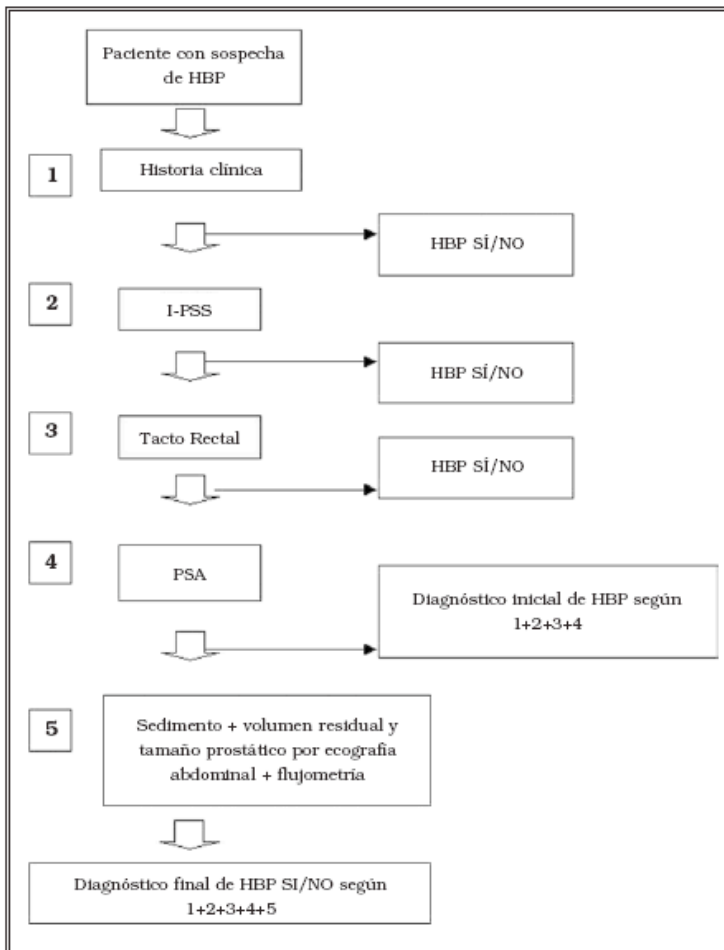 Paciente con sospecha
de HBP
1
Historia clínica
HBP SÍ/NO
2
I-PSS
HBP SÍ/NO
3
Tacto Rectal
HBP SÍ/NO
4
PSA
Diagnóstico inicial de HBP según
1+2+3+4
5
Sedimento + volumen residual y
tamaño prostático por ecografía
abdominal + flujometría
Diagnóstico final de HBP SI/NO según
1+2+3+4+5